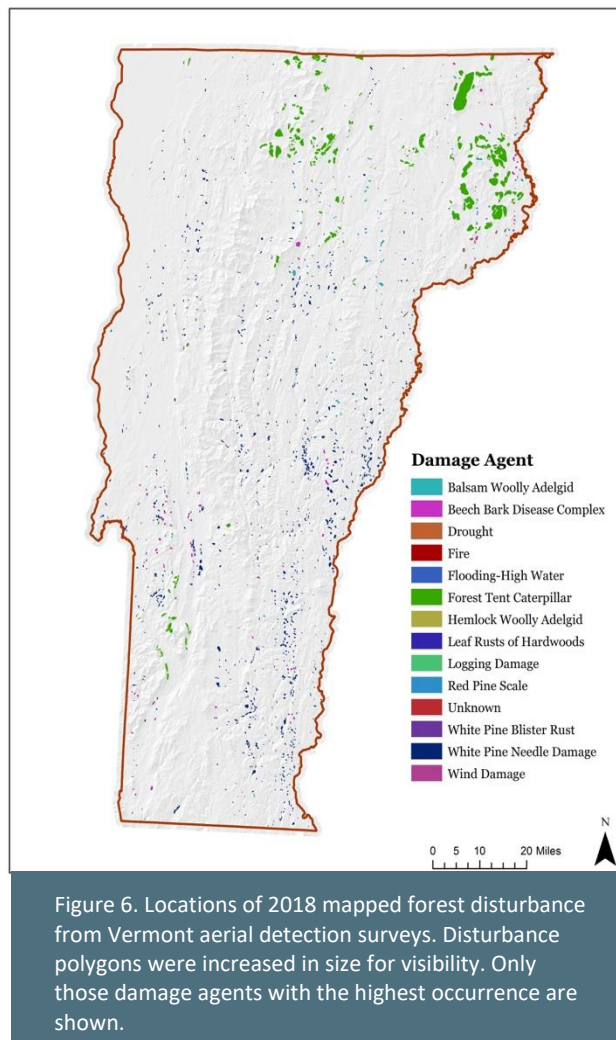 Damage Agent
Balsam Woolly Adelgid
Beech Bark Disease Complex
Drought
Fire
Flooding-High Water
Forest Tent Caterpillar
Hemlock Woolly Adelgid
Leaf Rusts of Hardwoods
Logging Damage
Red Pine Scale
Unknown
White Pine Blister Rust
White Pine Needle Damage
Wind Damage
N
0 5 10 20 Miles
Figure 6. Locations of 2018 mapped forest disturbance
from Vermont aerial detection surveys. Disturbance
polygons were increased in size for visibility. Only
those damage agents with the highest occurrence are
shown.